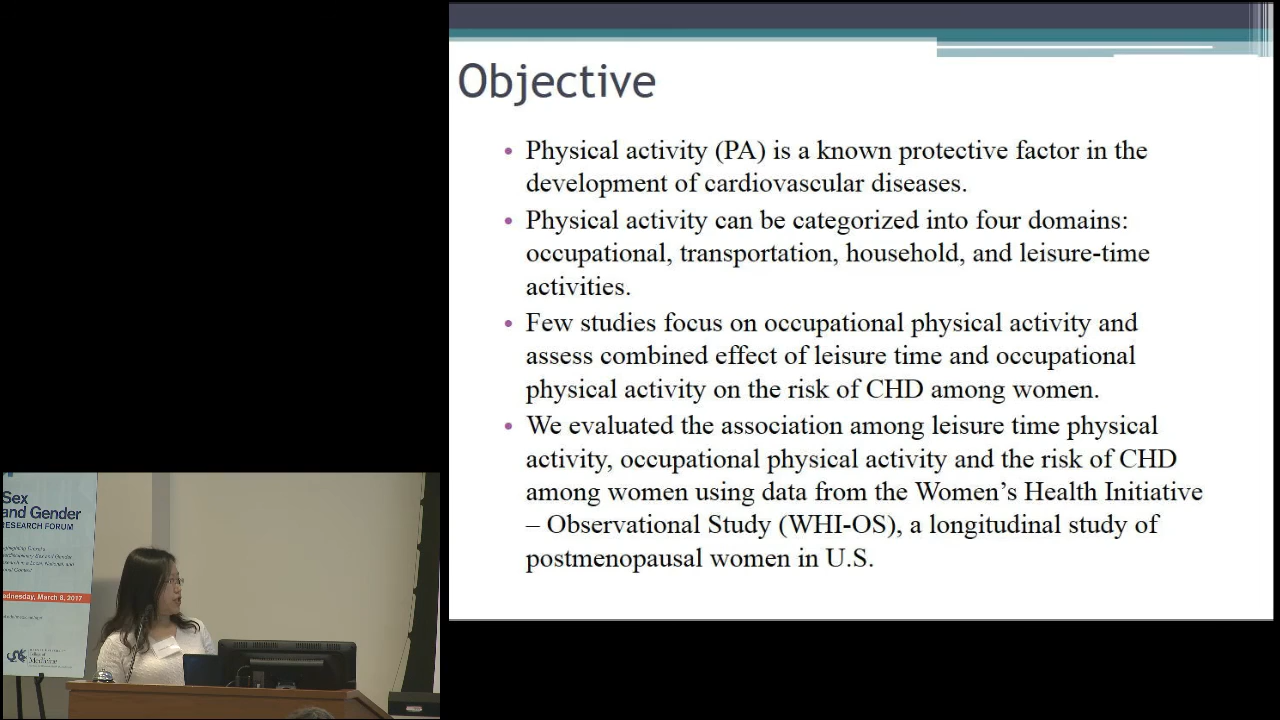 Objective
Physical activity (PA) is a known protective factor in the
development of cardiovascular diseases.
Physical activity can be categorized into four domains:
occupational, transportation, household, and leisure-time
activities.
Few studies focus on occupational physical activity and
assess combined effect of leisure time and occupational
physical activity on the risk of CHD among women.
We evaluated the association among leisure time physical
activity, occupational physical activity and the risk of CHD
among women using data from the Women’s Health Initiative
– Observational Study (WHI-OS), a longitudinal study of
postmenopausal women in U.S.
Sex
and Gender
RESEARCH FORUM
March 8, 2017
College of
Medicine